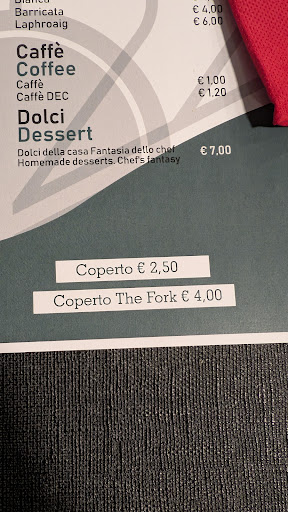 Bianca
Barricata € 4,00
Laphroaig € 6,00
Caffè
Coffee
Caffè € 1,00
Caffè DEC € 1,20
Dolci
Dessert
Dolci della casa Fantasia dello chef € 7,00
Homemade desserts. Chef's fantasy
Coperto € 2,50
Coperto The Fork € 4,00